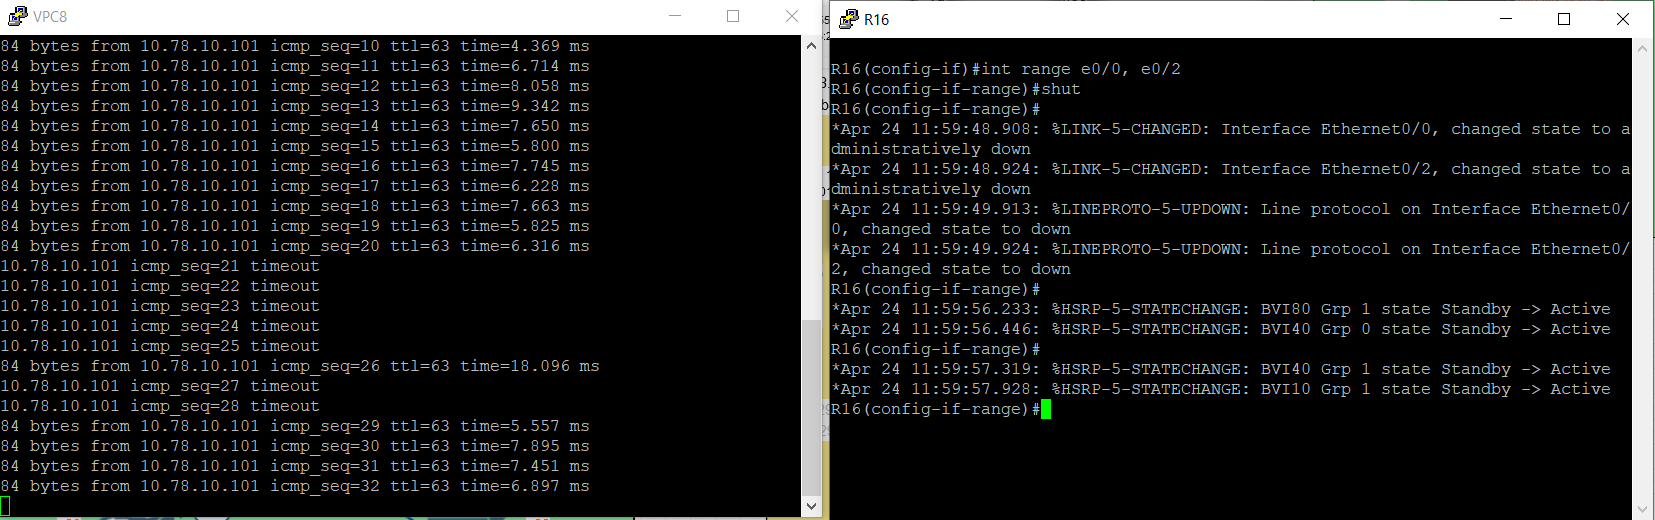 VPC8
84 bytes from 10.78.10.101 icmp_seq=10 ttl=63 time=4.369 ms
84 bytes from 10.78.10.101 icmp_seq=11 ttl=63 time=6.714 ms
84 bytes from 10.78.10.101 icmp_seq=12 ttl=63 time=8.058 ms
84 bytes from 10.78.10.101 icmp_seq=13 ttl=63 time=9.342 ms
84 bytes from 10.78.10.101 icmp_seq=14 ttl=63 time=7.650 ms
84 bytes from 10.78.10.101 icmp_seq=15 ttl=63 time=5.800 ms
84 bytes from 10.78.10.101 icmp_seq=16 ttl=63 time=7.745 ms
84 bytes from 10.78.10.101 icmp_seq=17 ttl=63 time=6.228 ms
84 bytes from 10.78.10.101 icmp_seq=18 ttl=63 time=7.663 ms
84 bytes from 10.78.10.101 icmp_seq=19 ttl=63 time=5.825 ms
84 bytes from 10.78.10.101 icmp_seq=20 ttl=63 time=6.316 ms
10.78.10.101 icmp_seq=21 timeout
10.78.10.101 icmp_seq=22 timeout
10.78.10.101 icmp_seq=23 timeout
10.78.10.101 icmp_seq=24 timeout
10.78.10.101 icmp_seq=25 timeout
84 bytes from 10.78.10.101 icmp_seq=26 ttl=63 time=18.096 ms
10.78.10.101 icmp_seq=27 timeout
10.78.10.101 icmp_seq=28 timeout
84 bytes from 10.78.10.101 icmp_seq=29 ttl=63 time=5.557 ms
84 bytes from 10.78.10.101 icmp_seq=30 ttl=63 time=7.895 ms
84 bytes from 10.78.10.101 icmp_seq=31 ttl=63 time=7.451 ms
84 bytes from 10.78.10.101 icmp_seq=32 ttl=63 time=6.897 ms
R16
R16(config-if)#int range e0/0, e0/2
R16(config-if-range)#shut
R16(config-if-range)#
*Apr 24 11:59:48.908: %LINK-5-CHANGED: Interface Ethernet0/0, changed state to a
dministratively down
*Apr 24 11:59:48.924: %LINK-5-CHANGED: Interface Ethernet0/2, changed state to a
dministratively down
*Apr 24 11:59:49.913: %LINEPROTO-5-UPDOWN: Line protocol on Interface Ethernet0/
0, changed state to down
*Apr 24 11:59:49.924: %LINEPROTO-5-UPDOWN: Line protocol on Interface Ethernet0/
2, changed state to down
R16(config-if-range)#
*Apr 24 11:59:56.233: %HSRP-5-STATECHANGE: BVI80 Grp 1 state Standby -> Active
*Apr 24 11:59:56.446: %HSRP-5-STATECHANGE: BVI40 Grp 0 state Standby -> Active
R16(config-if-range)#
*Apr 24 11:59:57.319: %HSRP-5-STATECHANGE: BVI40 Grp 1 state Standby -> Active
*Apr 24 11:59:57.928: %HSRP-5-STATECHANGE: BVI10 Grp 1 state Standby -> Active
R16(config-if-range)#